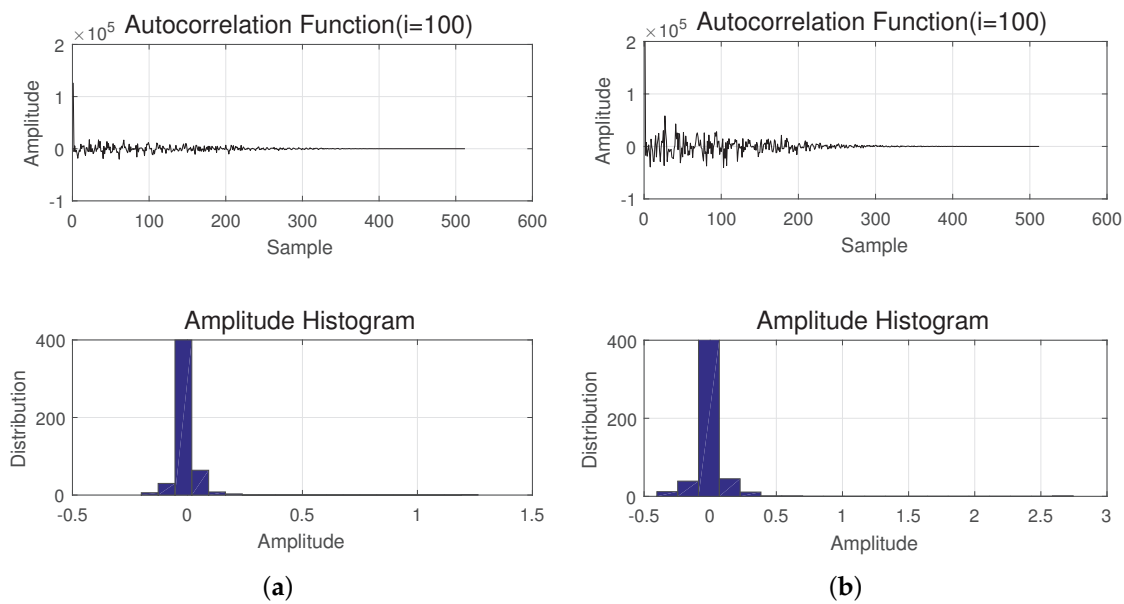 Autocorrelation Function(i=100)
×10⁵
2
1
0
-1
Amplitude
0 100 200 300 400 500 600
Sample
Autocorrelation Function(i=100)
×10⁵
2
1
0
-1
Amplitude
0 100 200 300 400 500 600
Sample
Amplitude Histogram
400
200
0
Distribution
-0.5 0 0.5 1 1.5
Amplitude
(a)
Amplitude Histogram
400
200
0
Distribution
-0.5 0 0.5 1 1.5 2 2.5 3
Amplitude
(b)